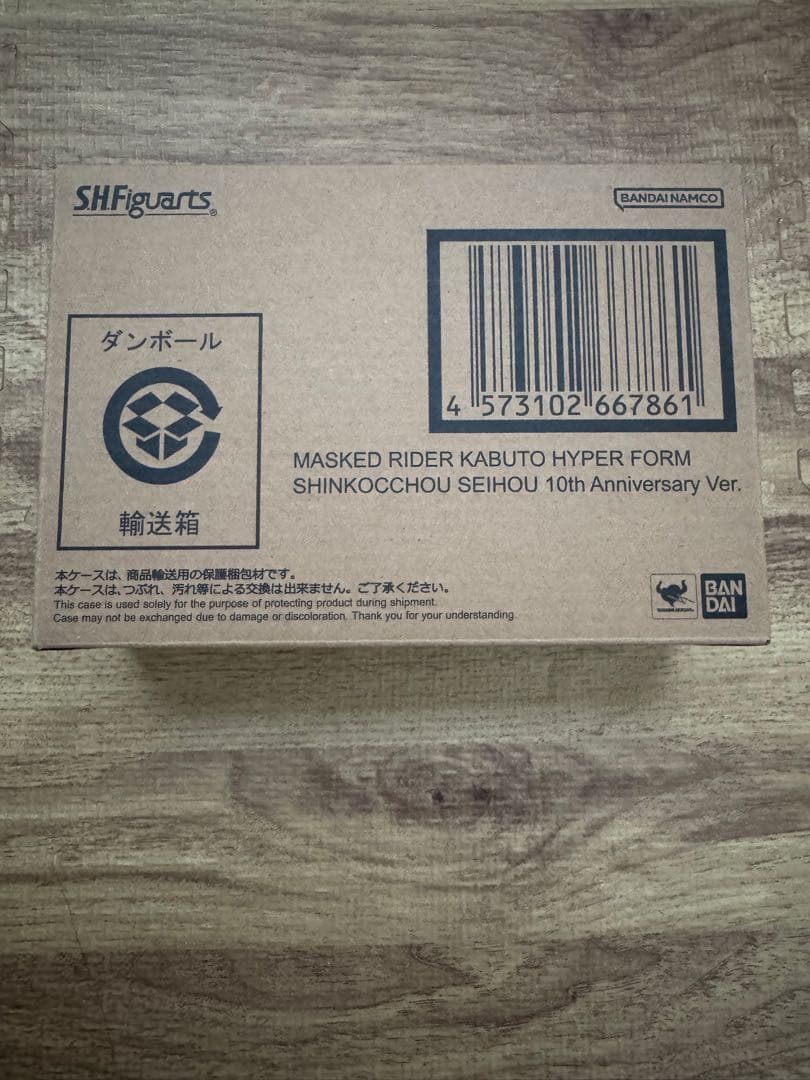 S.H.Figuarts®
BANDAI NAMCO
4 573102 667861
ダンボール
輸送箱
MASKED RIDER KABUTO HYPER FORM
SHINKOCCHOU SEIHOU 10th Anniversary Ver.
本ケースは、商品輸送用の保護梱包材です。
本ケースは、つぶれ、汚れ等による交換は出来ません。ご了承ください。
This case is used solely for the purpose of protecting product during shipment.
Case may not be exchanged due to damage or discoloration. Thank you for your understanding.
BAN
DAI